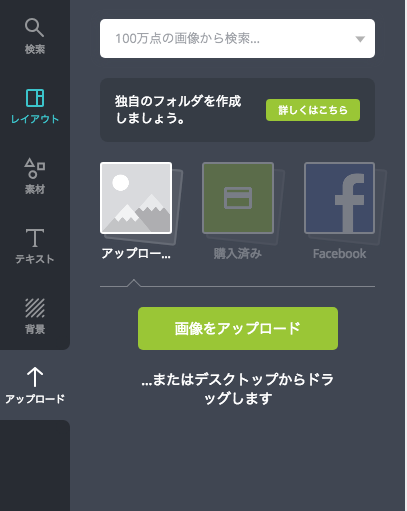 検索
レイアウト
素材
テキスト
背景
アップロード
100万点の画像から検索...
独自のフォルダを作成
しましょう。
詳しくはこちら
アップロー...
購入済み
Facebook
画像をアップロード
...またはデスクトップからドラ
ッグします